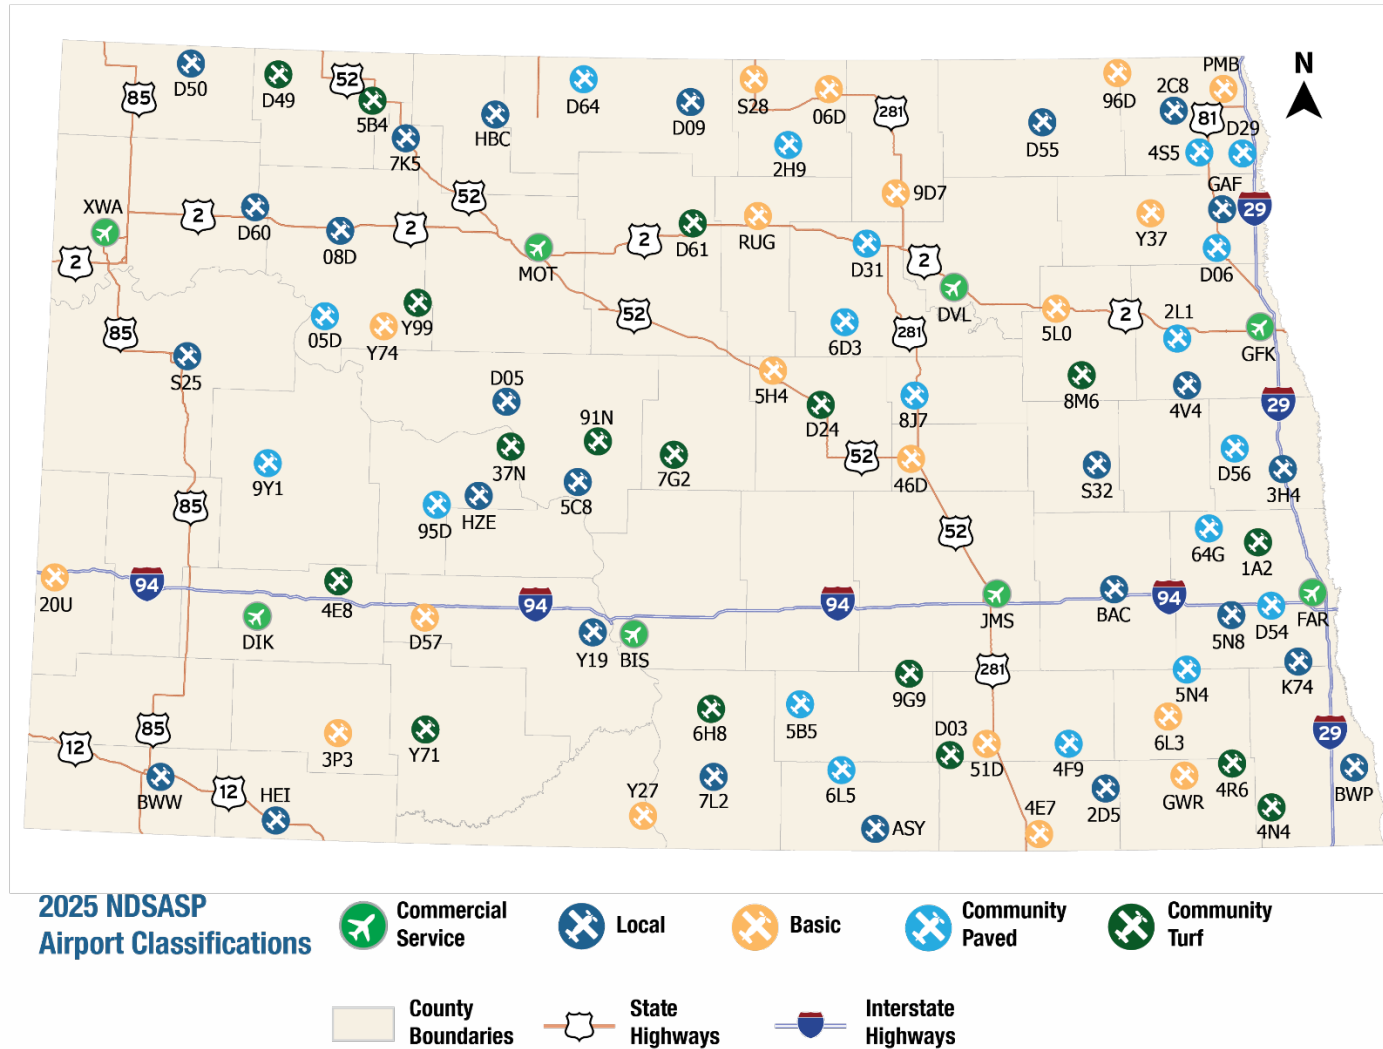 N
PMB
D50
D49
52
85
5B4
D64
S28
06D
96D
2C8
HBC
D09
281
81
D29
D55
7K5
2H9
4S5
52
9D7
GAF
XWA
2
D60
2
08D
29
MOT
2
D61
RUG
Y37
D31
2
D06
2
DVL
05D
Y99
Y74
52
2L1
85
281
5L0
2
6D3
GFK
S25
D05
5H4
8M6
4V4
8J7
29
91N
D24
37N
9Y1
7G2
52
46D
D56
S32
3H4
5C8
HZE
95D
85
52
64G
1A2
94
20U
4E8
94
94
94
BAC
JMS
FAR
DIK
D57
5N8
D54
Y19
BIS
281
K74
9G9
5N4
85
6H8
5B5
D03
6L3
29
12
3P3
Y71
51D
4F9
BWW
12
HEI
Y27
7L2
6L5
4E7
2D5
GWR
4R6
BWP
ASY
4N4
2025 NDSASP
Airport Classifications
Commercial
Service
Local
Basic
Community
Paved
Community
Turf
County
Boundaries
State
Highways
Interstate
Highways